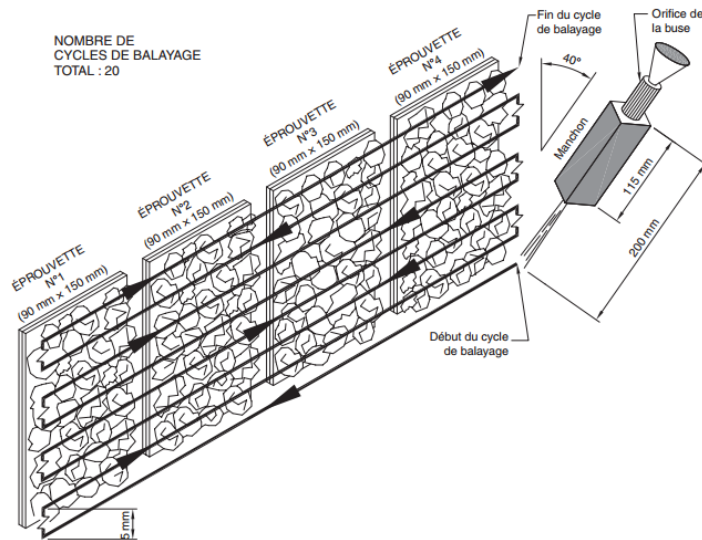 NOMBRE DE
CYCLES DE BALAYAGE
TOTAL : 20
ÉPROUVETTE
N°1
(90 mm × 150 mm)
ÉPROUVETTE
N°2
(90 mm × 150 mm)
ÉPROUVETTE
N°3
(90 mm × 150 mm)
ÉPROUVETTE
N°4
(90 mm × 150 mm)
Fin du cycle
de balayage
40°
Orifice de
la buse
Manchon
115 mm
200 mm
Début du cycle
de balayage
5 mm